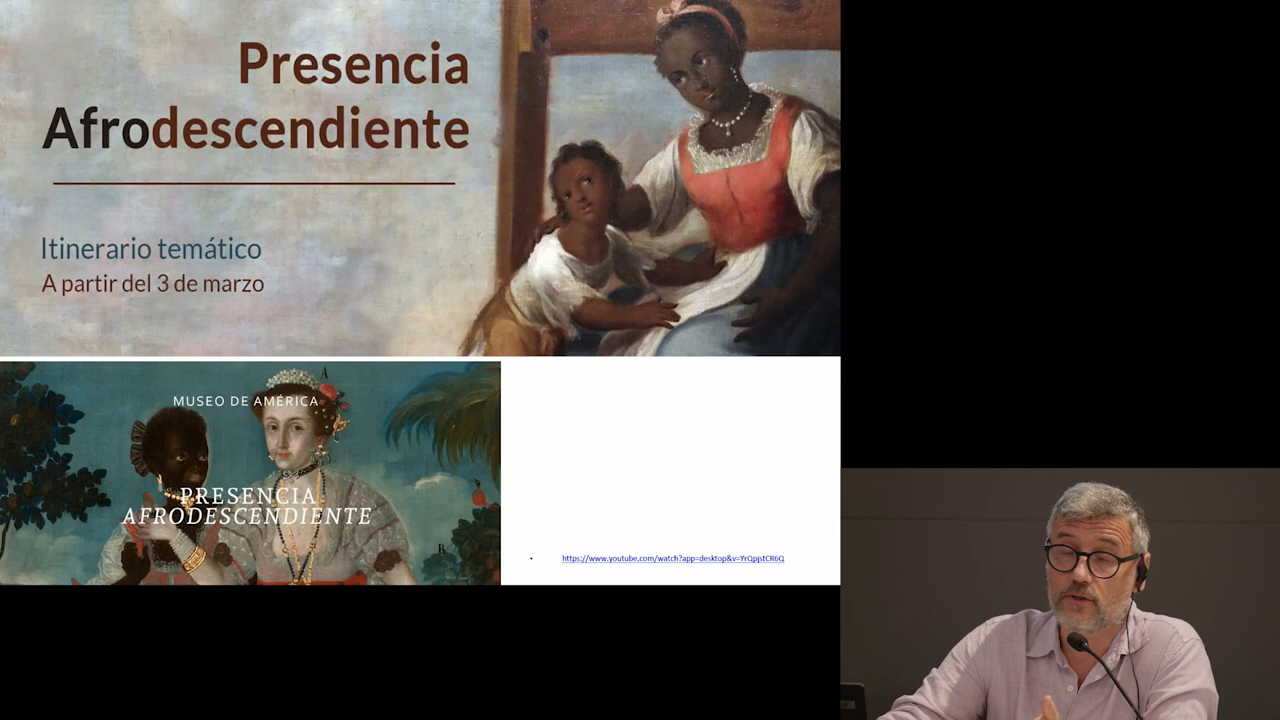 Presencia
Afrodescendiente
Itinerario temático
A partir del 3 de marzo
MUSEO DE AMÉRICA
A
PRESENCIA
AFRODESCENDIENTE
B
https://www.youtube.com/watch?app=desktop&v=YrQpjstCR6Q